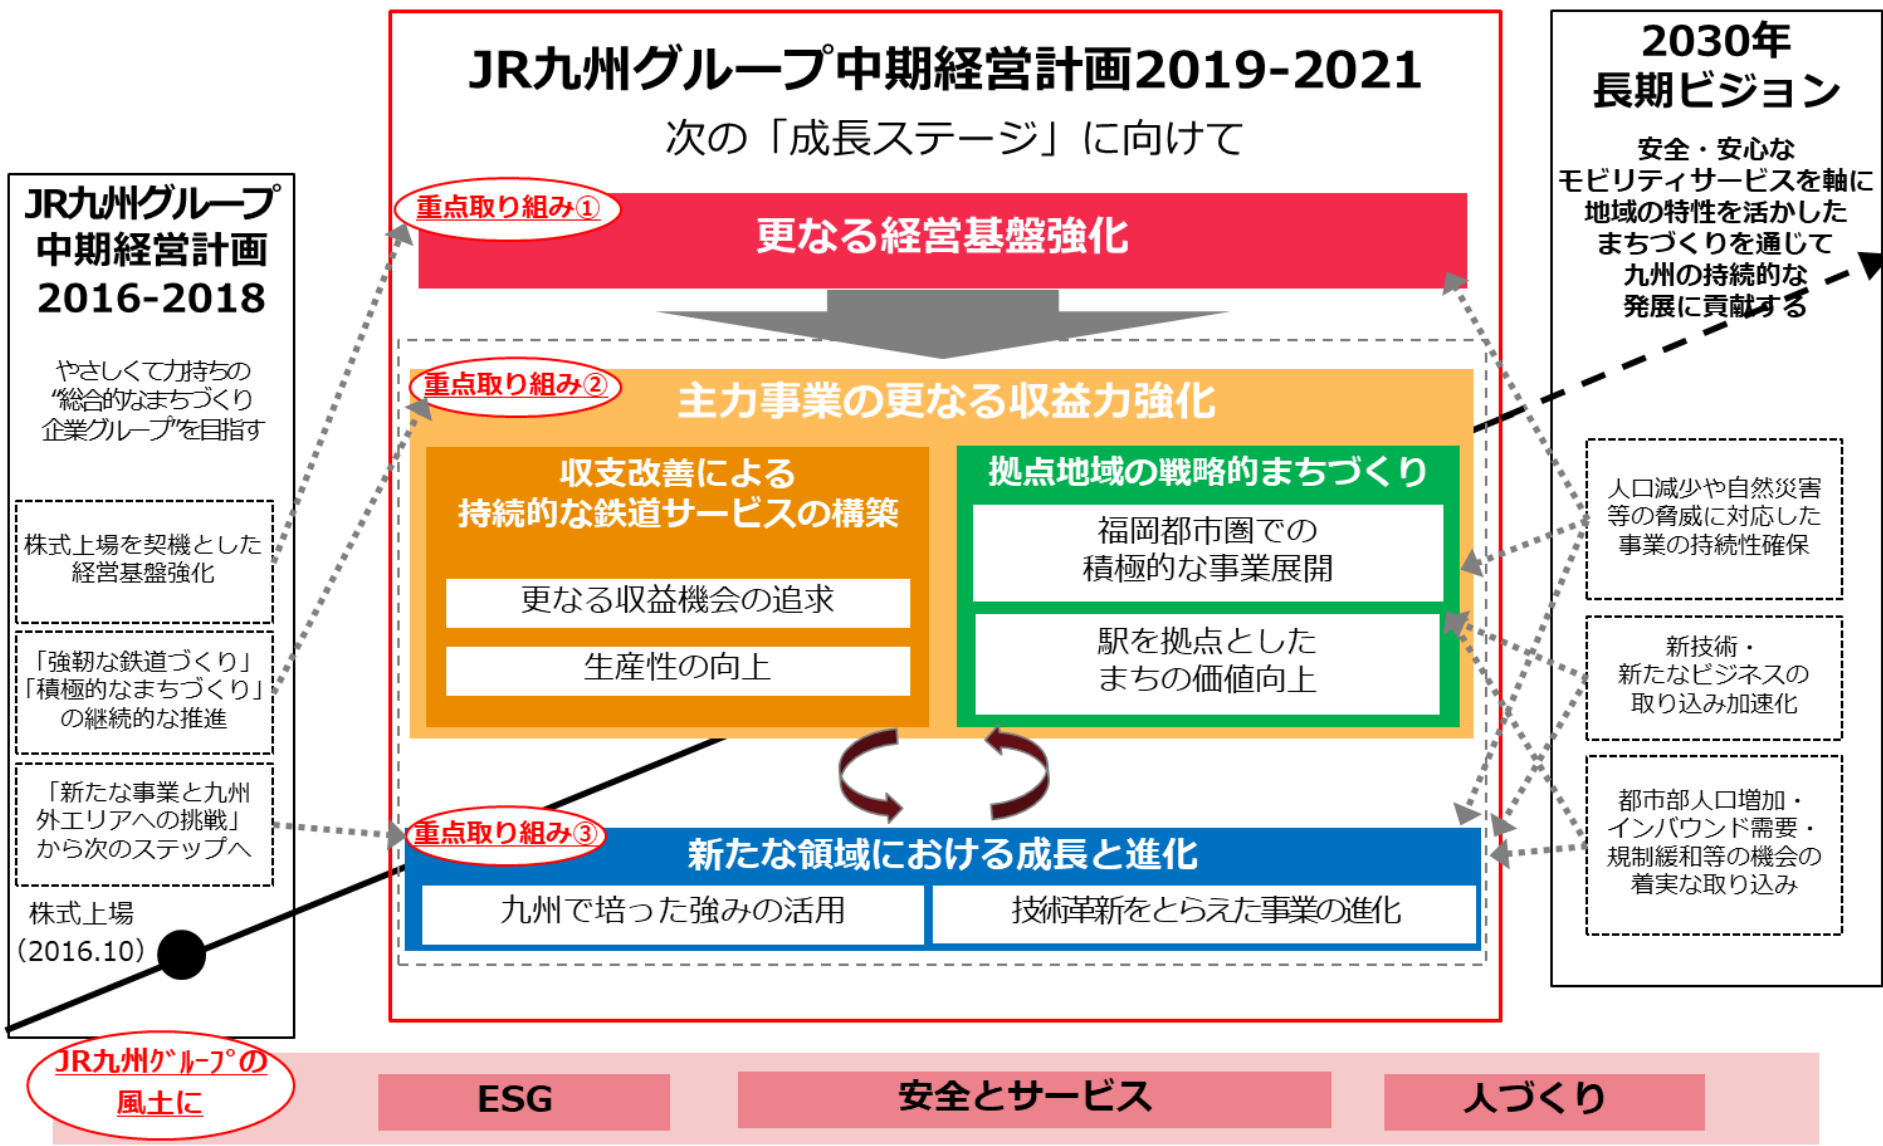 JR九州グループ
中期経営計画
2016-2018
やさしくて力持ちの
“総合的なまちづくり
企業グループ”を目指す
株式上場を契機とした
経営基盤強化
「強靭な鉄道づくり」
「積極的なまちづくり」
の継続的な推進
「新たな事業と九州
外エリアへの挑戦」
から次のステップへ
株式上場
（2016.10）
JR九州グループ中期経営計画2019-2021
次の「成長ステージ」に向けて
重点取り組み①
更なる経営基盤強化
重点取り組み②
主力事業の更なる収益力強化
収支改善による
持続的な鉄道サービスの構築
更なる収益機会の追求
生産性の向上
拠点地域の戦略的まちづくり
福岡都市圏での
積極的な事業展開
駅を拠点とした
まちの価値向上
重点取り組み③
新たな領域における成長と進化
九州で培った強みの活用
技術革新をとらえた事業の進化
2030年
長期ビジョン
安全・安心な
モビリティサービスを軸に
地域の特性を活かした
まちづくりを通じて
九州の持続的な
発展に貢献する
人口減少や自然災害
等の脅威に対応した
事業の持続性確保
新技術・
新たなビジネスの
取り込み加速化
都市部人口増加・
インバウンド需要・
規制緩和等の機会の
着実な取り込み
JR九州ｸﾞﾙｰﾌﾟの
風土に
ESG
安全とサービス
人づくり